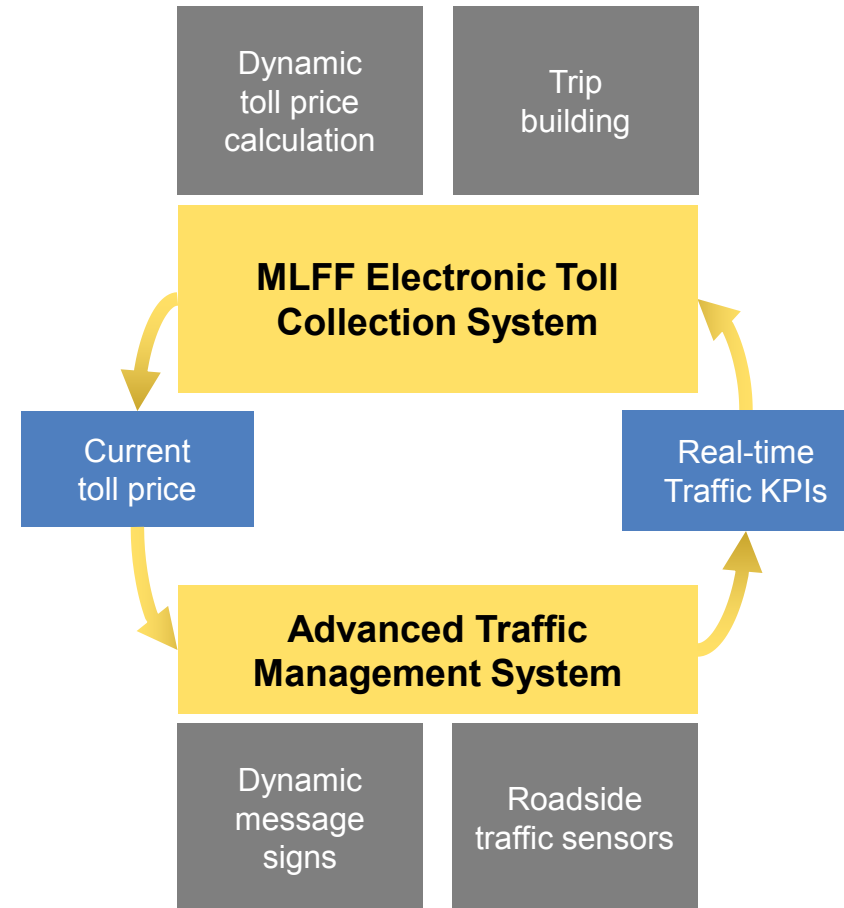 Dynamic
toll price
calculation
Trip
building
MLFF Electronic Toll
Collection System
Current
toll price
Real-time
Traffic KPIs
Advanced Traffic
Management System
Dynamic
message
signs
Roadside
traffic sensors